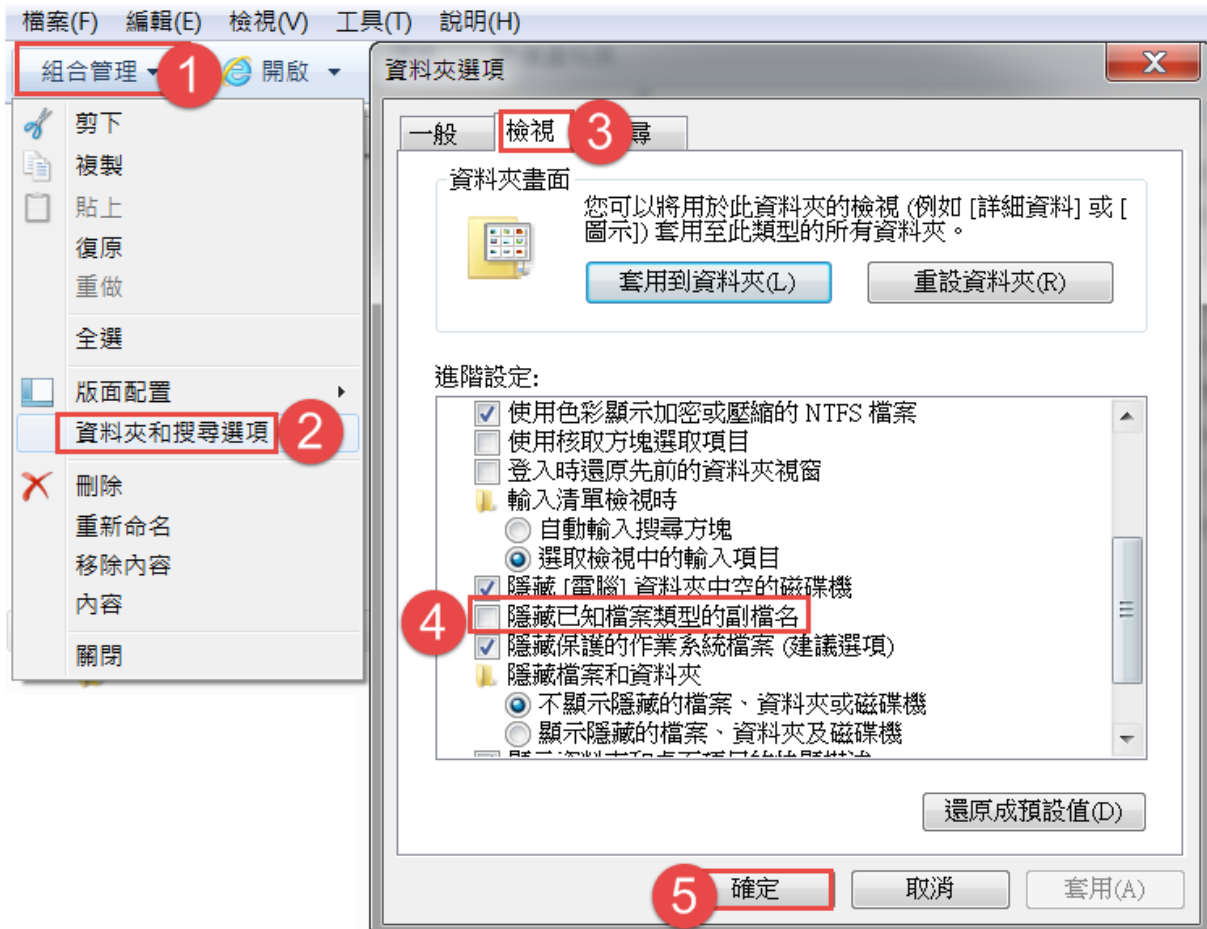 檔案(F) 編輯(E) 檢視(V) 工具(T) 說明(H)
組合管理 1 開啟
剪下
複製
貼上
復原
重做
全選
版面配置
資料夾和搜尋選項 2
刪除
重新命名
移除內容
內容
關閉
資料夾選項
一般 檢視 3 尋
資料夾畫面
您可以將用於此資料夾的檢視 (例如 [詳細資料] 或 [
圖示]) 套用至此類型的所有資料夾。
套用到資料夾(L) 重設資料夾(R)
進階設定:
使用色彩顯示加密或壓縮的 NTFS 檔案
使用核取方塊選取項目
登入時還原先前的資料夾視窗
輸入清單檢視時
自動輸入搜尋方塊
選取檢視中的輸入項目
隱藏 [電腦] 資料夾中空的磁碟機
4 隱藏已知檔案類型的副檔名
隱藏保護的作業系統檔案 (建議選項)
隱藏檔案和資料夾
不顯示隱藏的檔案、資料夾或磁碟機
顯示隱藏的檔案、資料夾及磁碟機
還原成預設值(D)
5 確定 取消 套用(A)